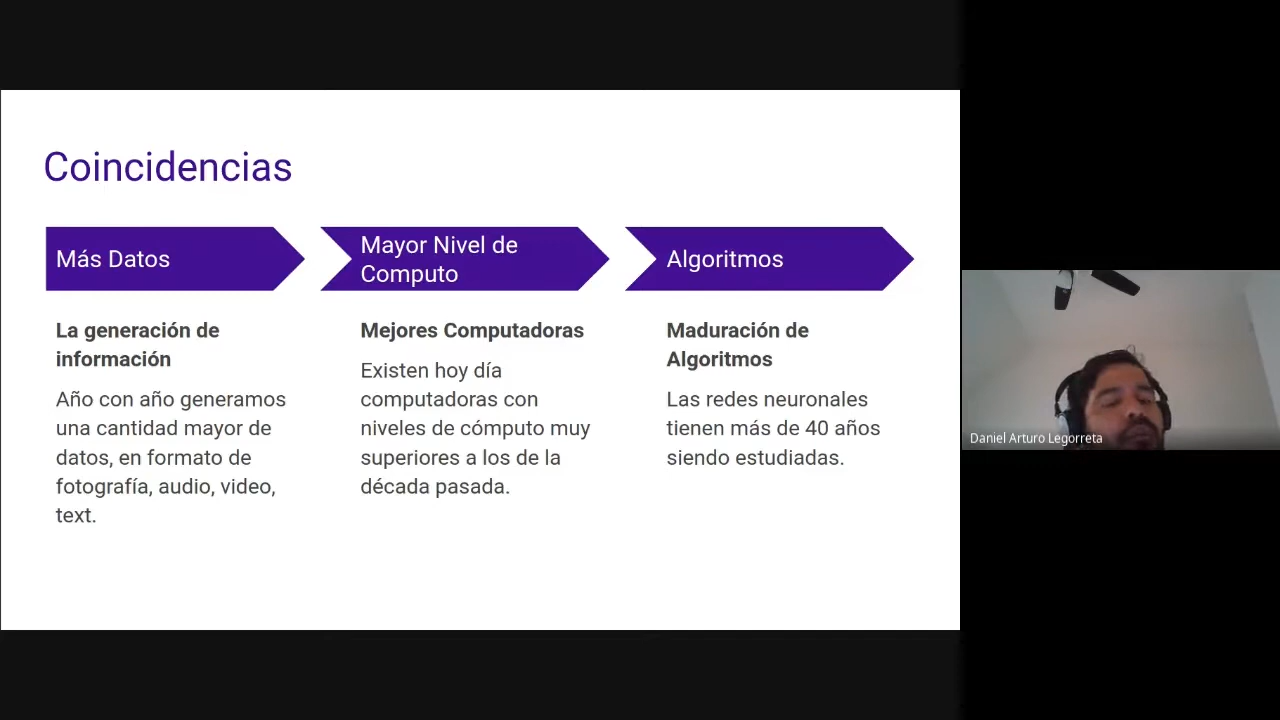 Coincidencias
Más Datos
Mayor Nivel de
Computo
Algoritmos
La generación de
información
Año con año generamos
una cantidad mayor de
datos, en formato de
fotografía, audio, video,
text.
Mejores Computadoras
Existen hoy día
computadoras con
niveles de cómputo muy
superiores a los de la
década pasada.
Maduración de
Algoritmos
Las redes neuronales
tienen más de 40 años
siendo estudiadas.
Daniel Arturo Legorreta